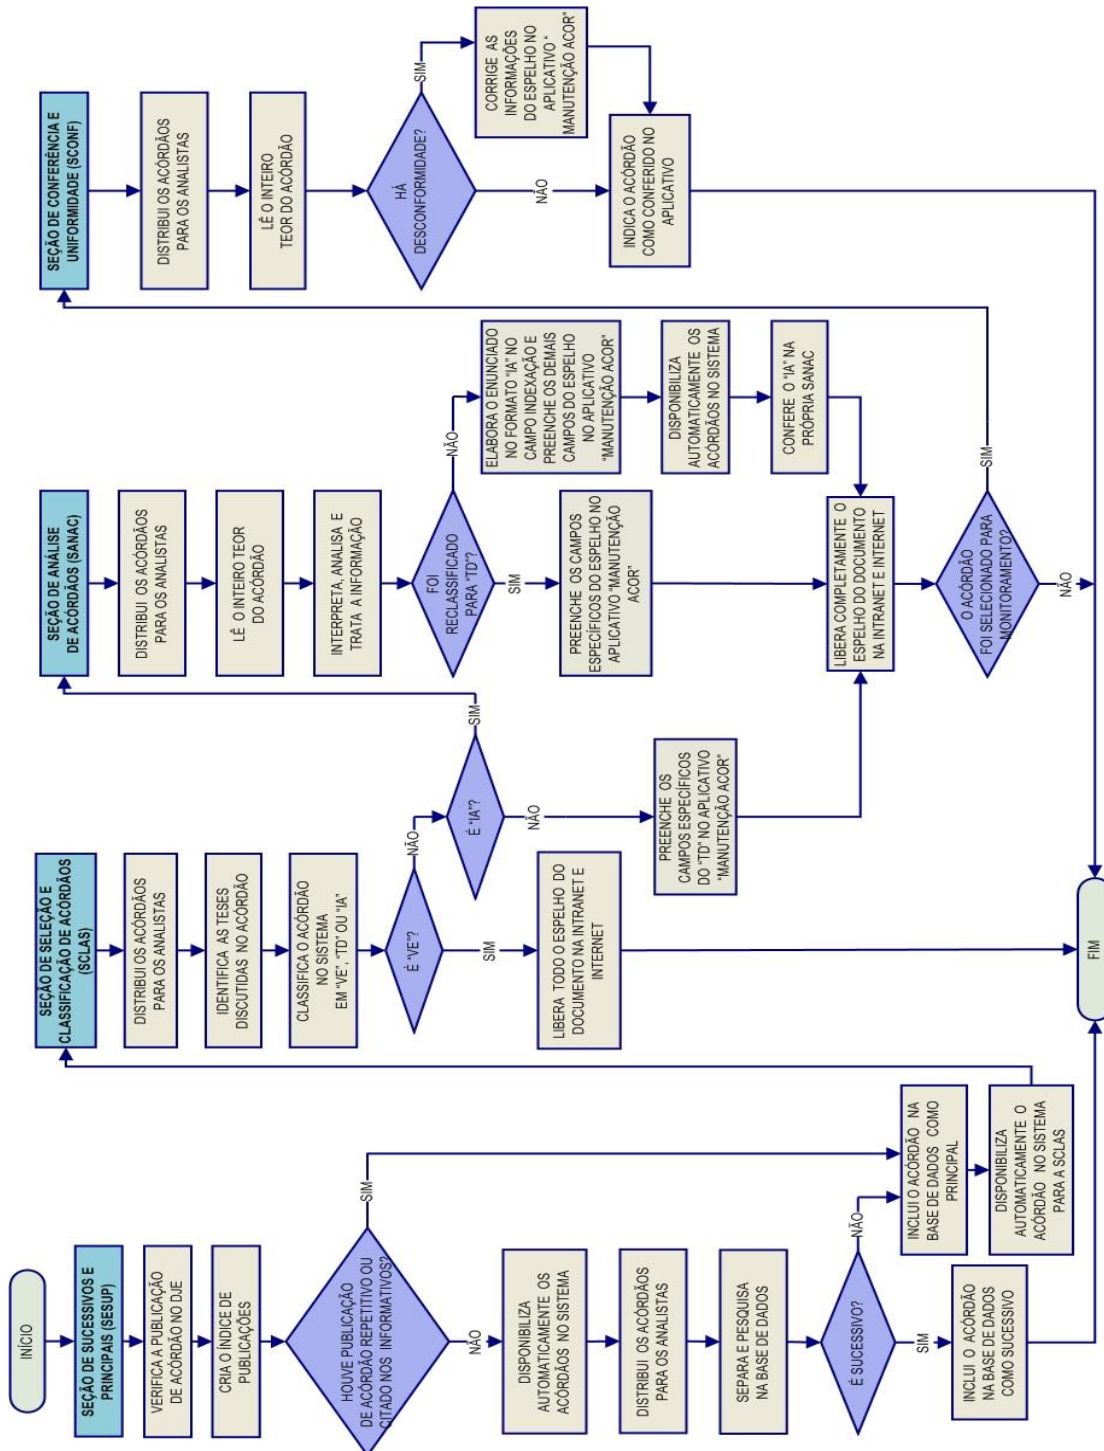 INÍCIO
SEÇÃO DE SUCESSIVOS E
PRINCIPAIS (SESUP)
VERIFICA A PUBLICAÇÃO
DE ACÓRDÃO NO DJE
CRIA O ÍNDICE DE
PUBLICAÇÕES
HOUVE PUBLICAÇÃO
DE ACÓRDÃO REPETITIVO OU
CITADO NOS INFORMATIVOS?
SIM
NÃO
DISPONIBILIZA
AUTOMATICAMENTE OS
ACÓRDÃOS NO SISTEMA
DISTRIBUI OS ACÓRDÃOS
PARA OS ANALISTAS
SEPARA E PESQUISA
NA BASE DE DADOS
É SUCESSIVO?
NÃO
SIM
INCLUI O ACÓRDÃO
NA BASE DE DADOS
COMO SUCESSIVO
INCLUI O ACÓRDÃO NA
BASE DE DADOS COMO
PRINCIPAL
DISPONIBILIZA
AUTOMATICAMENTE O
ACÓRDÃO NO SISTEMA
PARA A SCLAS
SEÇÃO DE SELEÇÃO E
CLASSIFICAÇÃO DE ACÓRDÃOS
(SCLAS)
DISTRIBUI OS ACÓRDÃOS
PARA OS ANALISTAS
IDENTIFICA AS TESES
DISCUTIDAS NO ACÓRDÃO
CLASSIFICA O ACÓRDÃO
NO SISTEMA
EM "VE", "TD" OU "IA"
É "VE"?
NÃO
SIM
LIBERA TODO O ESPELHO DO
DOCUMENTO NA INTRANET E
INTERNET
É "IA"?
SIM
NÃO
PREENCHE OS
CAMPOS ESPECÍFICOS
DO "TD" NO APLICATIVO
"MANUTENÇÃO ACOR"
SEÇÃO DE ANÁLISE
DE ACÓRDÃOS (SANAC)
DISTRIBUI OS ACÓRDÃOS
PARA OS ANALISTAS
LÊ O INTEIRO TEOR
DO ACORDÃO
INTERPRETA, ANALISA E
TRATA A INFORMAÇÃO
FOI
RECLASSIFICADO
PARA "TD"?
NÃO
SIM
PREENCHE OS CAMPOS
ESPECÍFICOS DO ESPELHO NO
APLICATIVO "MANUTENÇÃO
ACOR"
ELABORA O ENUNCIADO
NO FORMATO "IA" NO
CAMPO INDEXAÇÃO E
PREENCHE OS DEMAIS
CAMPOS DO ESPELHO
NO APLICATIVO
"MANUTENÇÃO ACOR"
DISPONIBILIZA
AUTOMATICAMENTE OS
ACÓRDÃOS NO SISTEMA
CONFERE O "IA" NA
PRÓPRIA SANAC
LIBERA COMPLETAMENTE O
ESPELHO DO DOCUMENTO
NA INTRANET E INTERNET
O ACÓRDÃO
FOI SELECIONADO PARA
MONITORAMENTO?
SIM
NÃO
SEÇÃO DE CONFERÊNCIA E
UNIFORMIDADE (SCONF)
DISTRIBUI OS ACÓRDÃOS
PARA OS ANALISTAS
LÊ O INTEIRO
TEOR DO ACÓRDÃO
HÁ
DESCONFORMIDADE?
SIM
NÃO
CORRIGE AS
INFORMAÇÕES
DO ESPELHO NO
APLICATIVO "
MANUTENÇÃO ACOR"
INDICA O ACÓRDÃO
COMO CONFERIDO NO
APLICATIVO
FIM